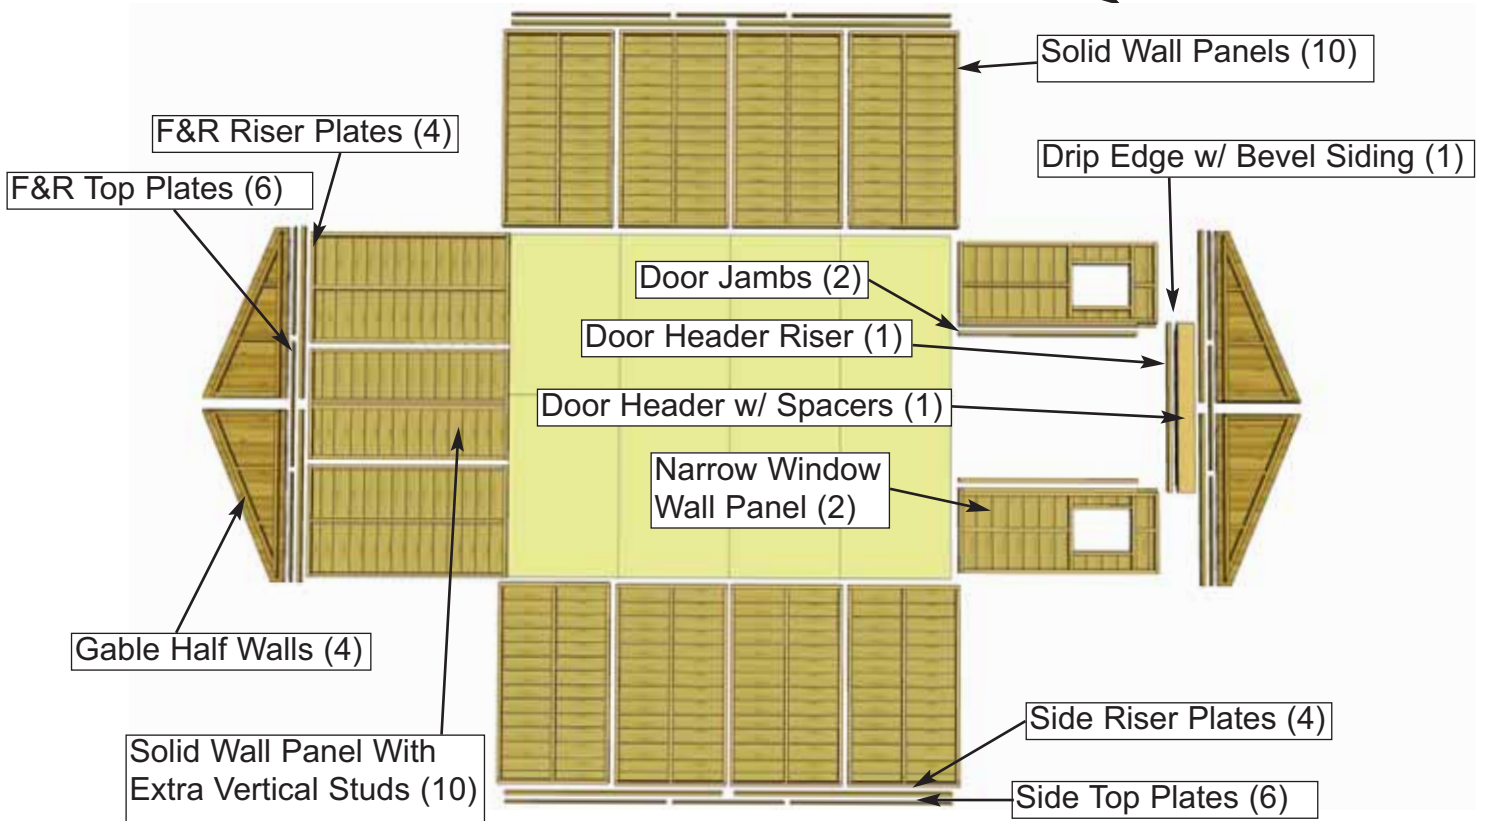 Solid Wall Panels (10)
F&R Riser Plates (4)
Drip Edge w/ Bevel Siding (1)
F&R Top Plates (6)
Door Jambs (2)
Door Header Riser (1)
Door Header w/ Spacers (1)
Narrow Window
Wall Panel (2)
Gable Half Walls (4)
Solid Wall Panel With
Extra Vertical Studs (10)
Side Riser Plates (4)
Side Top Plates (6)